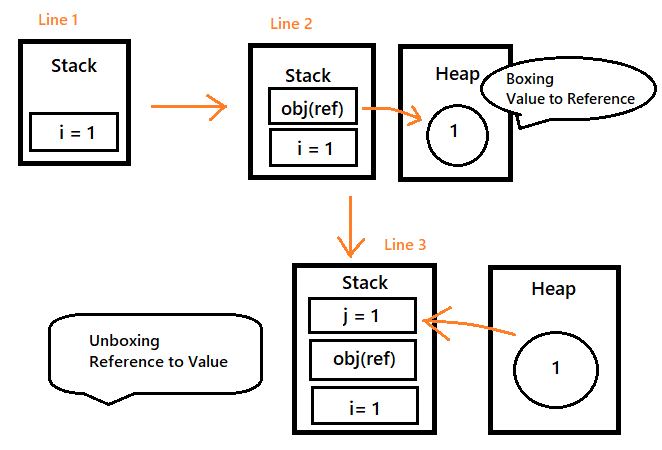 Line 1
Stack
i = 1
Line 2
Stack
obj(ref)
i = 1
Heap
1
Boxing
Value to Reference
Line 3
Stack
j = 1
obj(ref)
i= 1
Heap
1
Unboxing
Reference to Value